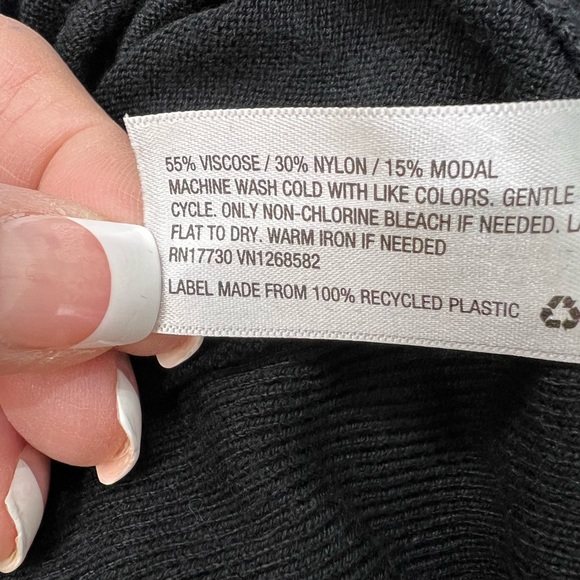 55% VISCOSE / 30% NYLON / 15% MODAL
MACHINE WASH COLD WITH LIKE COLORS. GENTLE
CYCLE. ONLY NON-CHLORINE BLEACH IF NEEDED.
FLAT TO DRY. WARM IRON IF NEEDED
RN17730 VN1268582
LABEL MADE FROM 100% RECYCLED PLASTIC